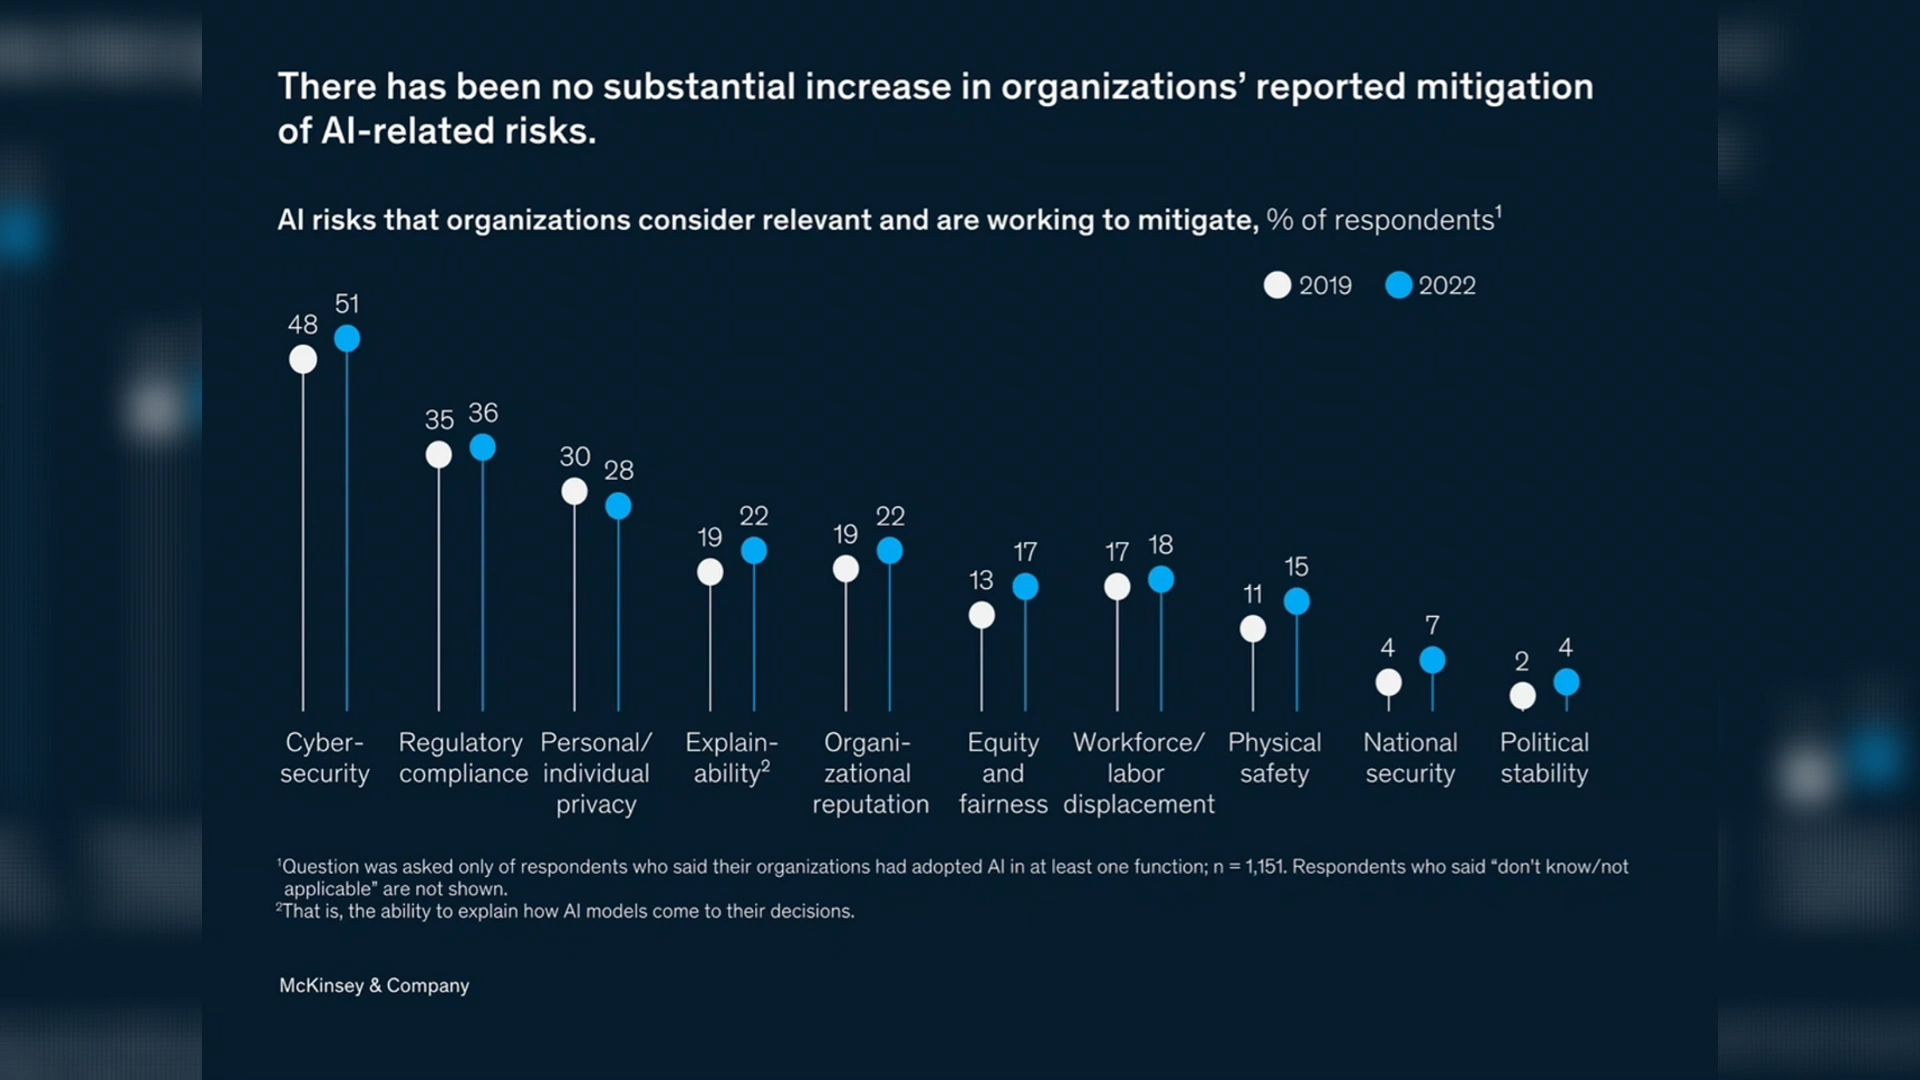 There has been no substantial increase in organizations’ reported mitigation
of AI-related risks.
AI risks that organizations consider relevant and are working to mitigate, % of respondents¹
2019 2022
48 51
35 36
30 28
19 22
19 22
13 17
17 18
11 15
4 7
2 4
Cyber-
security
Regulatory
compliance
Personal/
individual
privacy
Explain-
ability²
Organi-
zational
reputation
Equity
and
fairness
Workforce/
labor
displacement
Physical
safety
National
security
Political
stability
¹Question was asked only of respondents who said their organizations had adopted AI in at least one function; n = 1,151. Respondents who said “don't know/not
applicable” are not shown.
²That is, the ability to explain how AI models come to their decisions.
McKinsey & Company